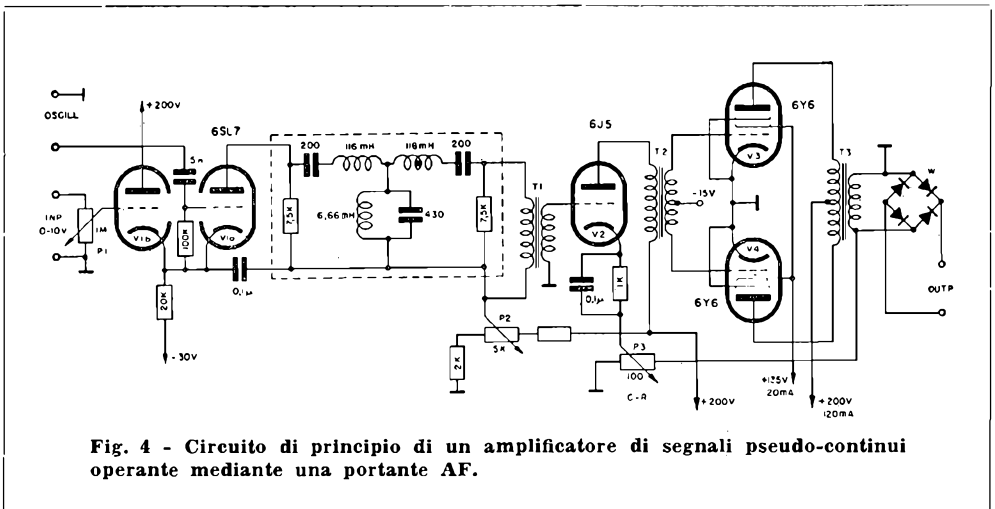 OSCILL
+200V
6SL7
5n
INP
0-10V
1M
P1
V1b
100K
V1a
0,1µ
20K
-30V
200
116mH
118mH
200
7,5K
6,66mH
430
7,5K
T1
6J5
V2
0,1µ
1K
P2
5K
2K
P3
100
C-R
T2
-15V
+200V
6Y6
V3
V4
6Y6
T3
W
OUTP
+135V
20mA
+200V
120mA
Fig. 4 - Circuito di principio di un amplificatore di segnali pseudo-continui
operante mediante una portante AF.